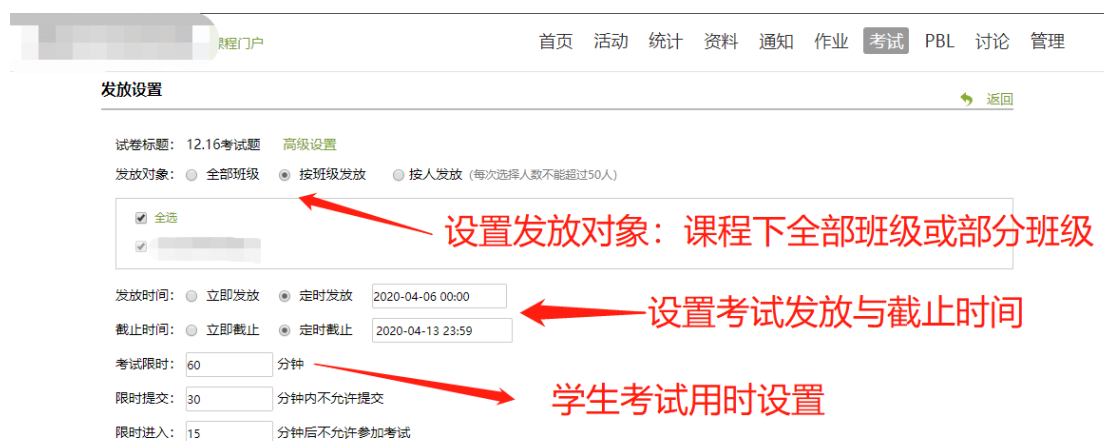 课程门户
首页 活动 统计 资料 通知 作业 考试 PBL 讨论 管理
发放设置
返回
试卷标题： 12.16考试题 高级设置
发放对象： 全部班级 按班级发放 按人发放 (每次选择人数不能超过50人)
全选
设置发放对象：课程下全部班级或部分班级
发放时间： 立即发放 定时发放 2020-04-06 00:00
截止时间： 立即截止 定时截止 2020-04-13 23:59
设置考试发放与截止时间
考试限时： 60 分钟
学生考试用时设置
限时提交： 30 分钟内不允许提交
限时进入： 15 分钟后不允许参加考试